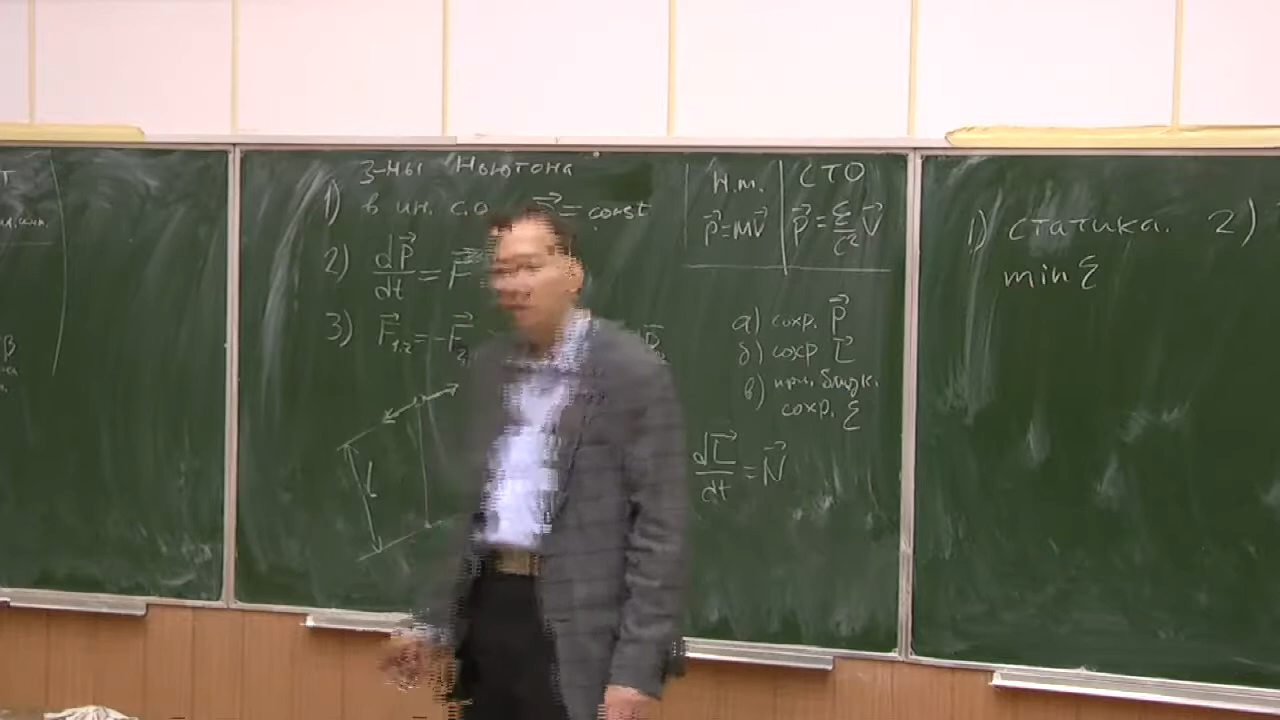 З-ны Ньютона
1) в ин. с.о. = const
2) dP⃗/dt = F⃗
3) F⃗₁₂ = -F⃗₂
l
Н.м. | СТО
p⃗=mv⃗ | p⃗=ℰ/c² v⃗
а) сохр. P⃗
б) сохр L⃗
в)
сохр. ℰ
dL⃗/dt = N⃗
1) статика. 2)
min ℰ